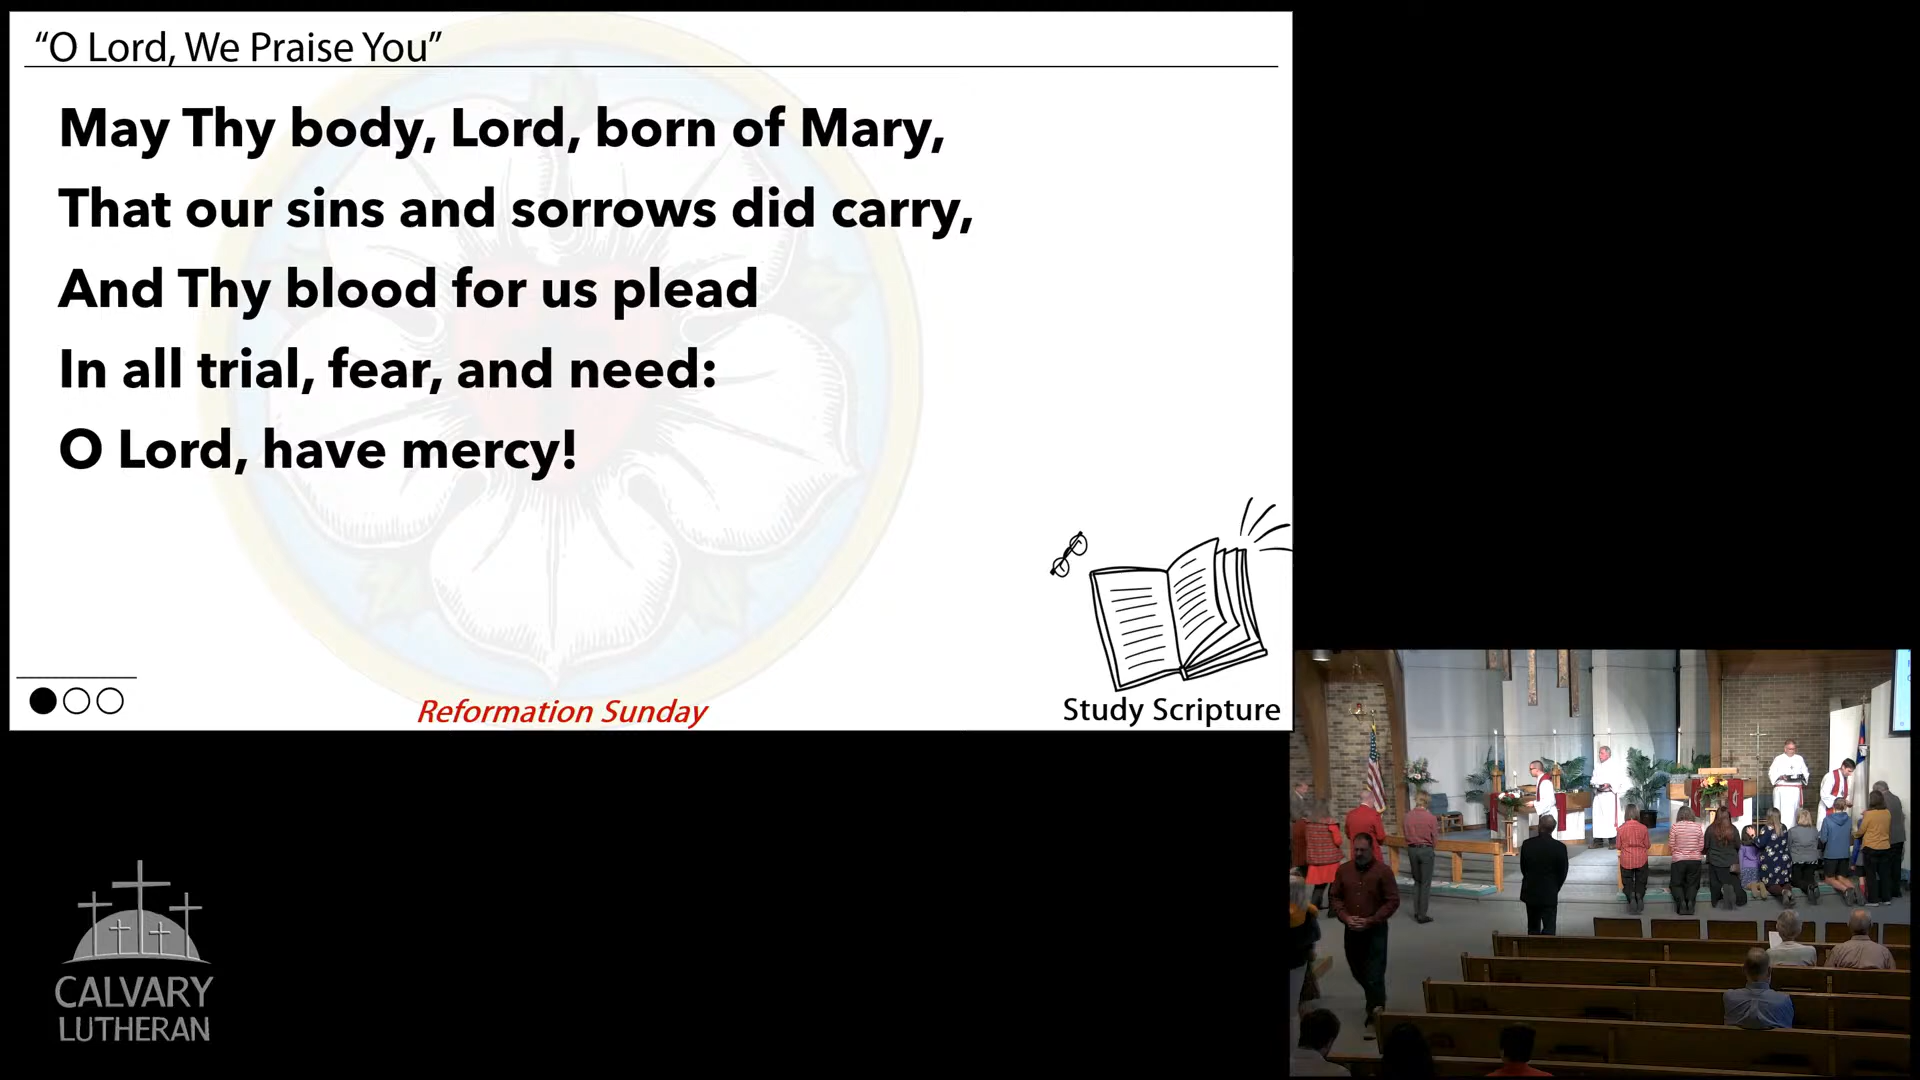 “O Lord, We Praise You”
May Thy body, Lord, born of Mary,
That our sins and sorrows did carry,
And Thy blood for us plead
In all trial, fear, and need:
O Lord, have mercy!
Reformation Sunday
Study Scripture
CALVARY
LUTHERAN